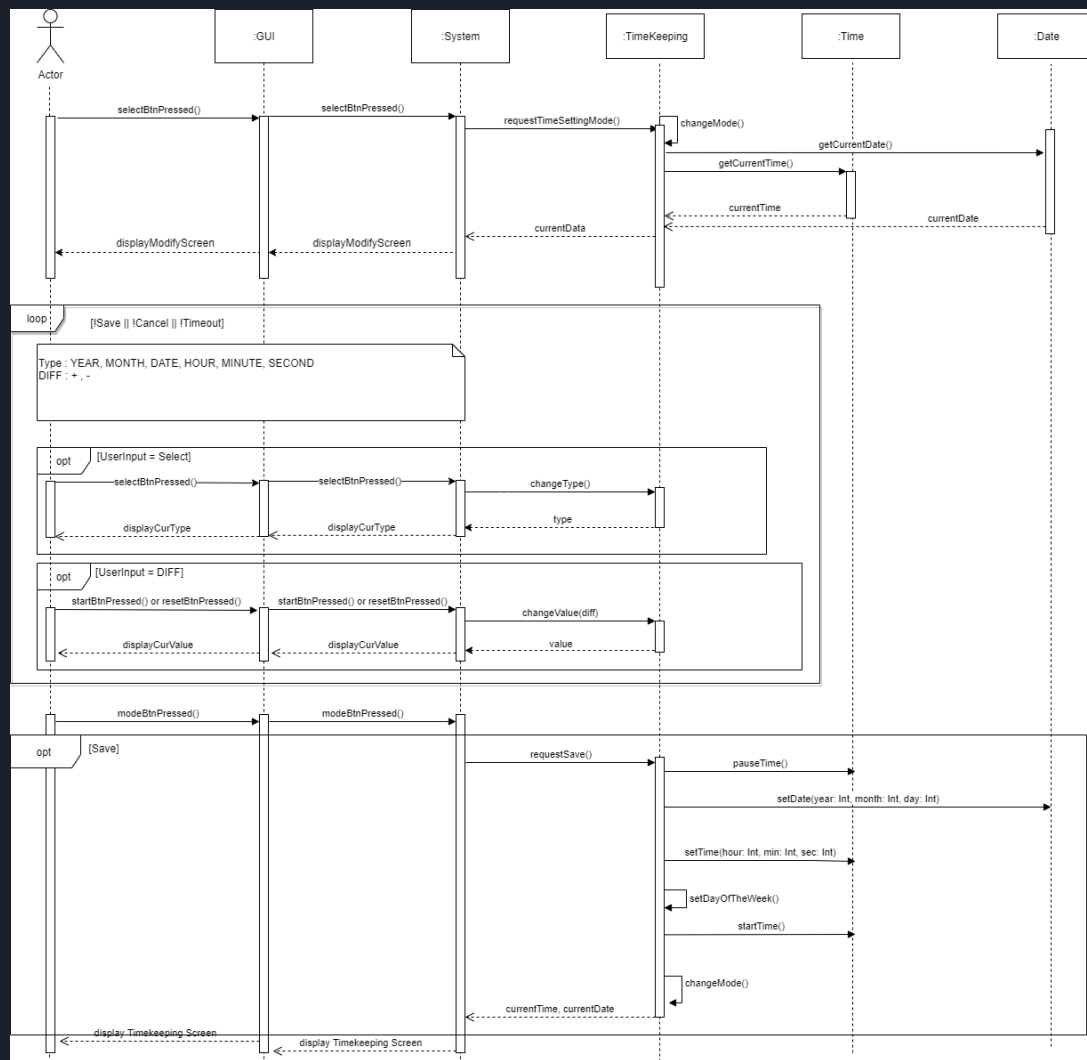 :GUI
:System
:TimeKeeping
:Time
:Date
Actor
selectBtnPressed()
selectBtnPressed()
requestTimeSettingMode()
changeMode()
getCurrentDate()
getCurrentTime()
currentTime
currentDate
currentData
displayModifyScreen
displayModifyScreen
loop
[!Save || !Cancel || !Timeout]
Type : YEAR, MONTH, DATE, HOUR, MINUTE, SECOND
DIFF : + , -
opt
[UserInput = Select]
selectBtnPressed()
selectBtnPressed()
changeType()
type
displayCurType
displayCurType
opt
[UserInput = DIFF]
startBtnPressed() or resetBtnPressed()
startBtnPressed() or resetBtnPressed()
changeValue(diff)
value
displayCurValue
displayCurValue
modeBtnPressed()
modeBtnPressed()
opt
[Save]
requestSave()
pauseTime()
setDate(year: Int, month: Int, day: Int)
setTime(hour: Int, min: Int, sec: Int)
setDayOfTheWeek()
startTime()
changeMode()
currentTime, currentDate
display Timekeeping Screen
display Timekeeping Screen